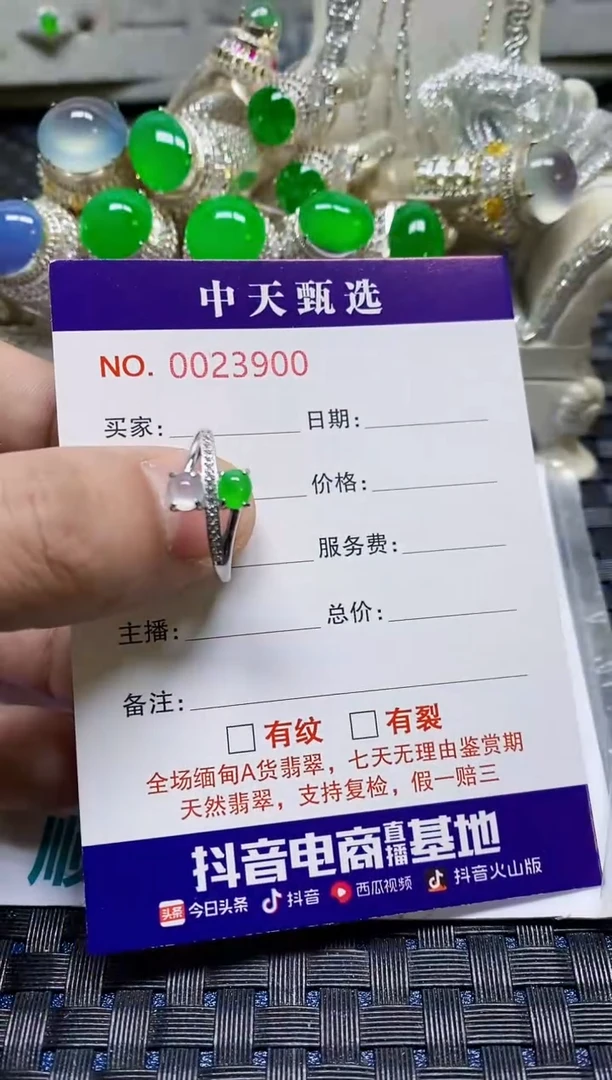 中天甄选
NO. 0023900
买家: 日期:
价格:
服务费:
主播: 总价:
备注:
有纹 有裂
全场缅甸A货翡翠，七天无理由鉴赏期
天然翡翠，支持复检，假一赔三
抖音电商直播基地
头条 今日头条 抖音 西瓜视频 抖音火山版
顺